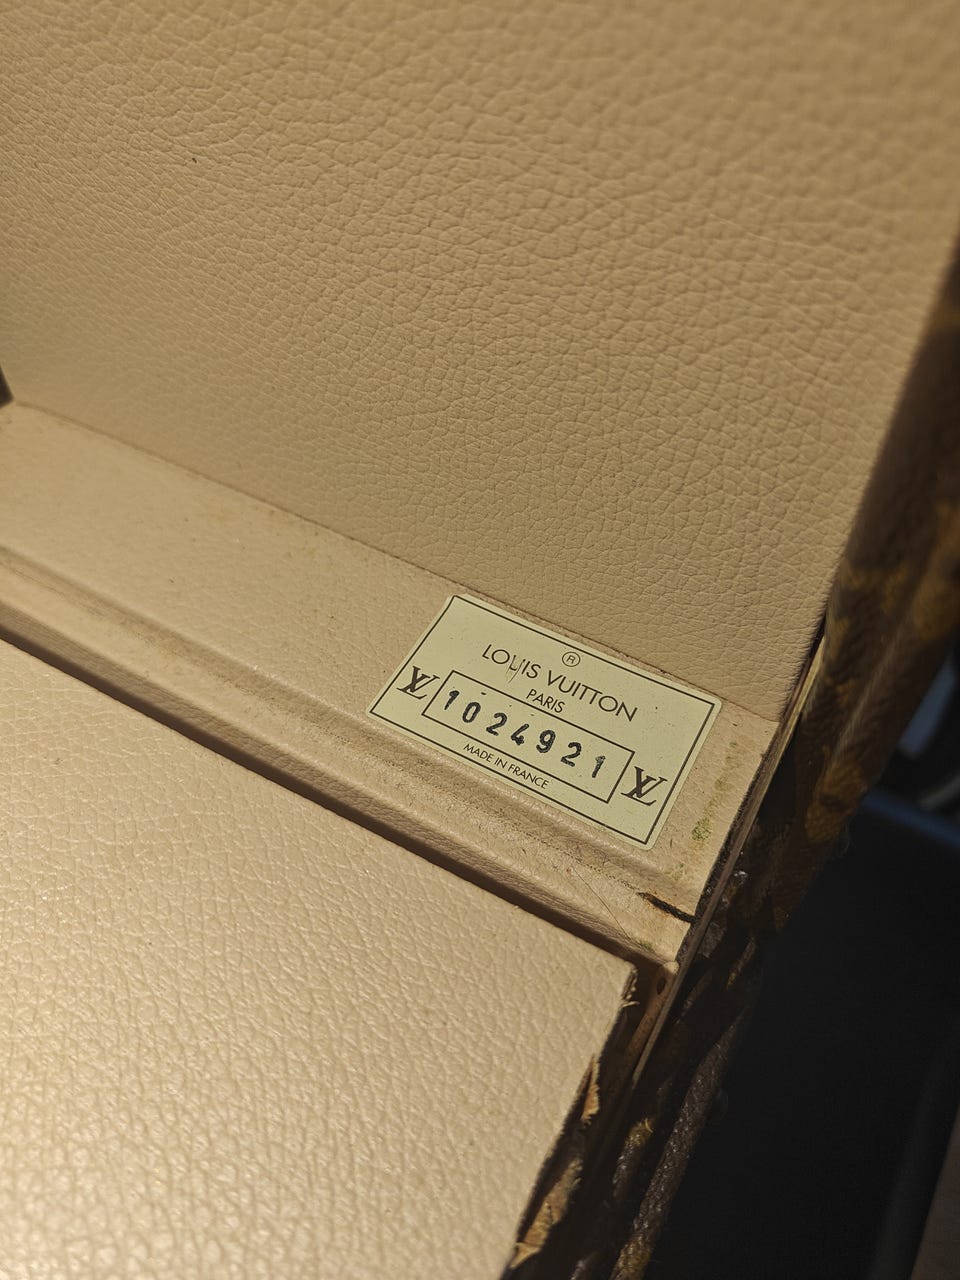 ®
LOUIS VUITTON
PARIS
LV 1024921 LV
MADE IN FRANCE